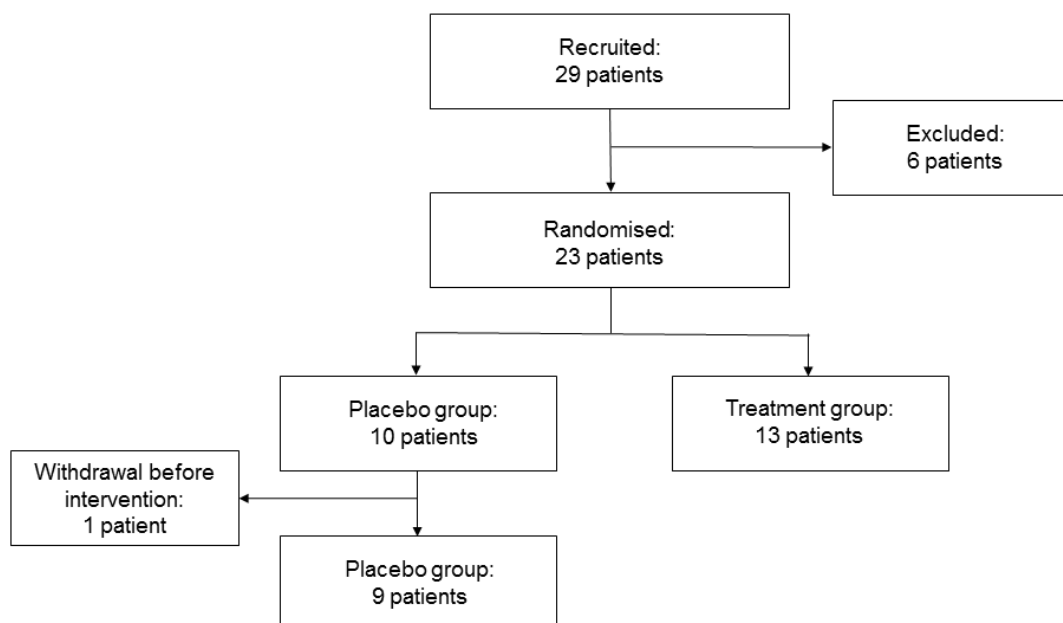 Recruited:
29 patients
Excluded:
6 patients
Randomised:
23 patients
Placebo group:
10 patients
Treatment group:
13 patients
Withdrawal before
intervention:
1 patient
Placebo group:
9 patients